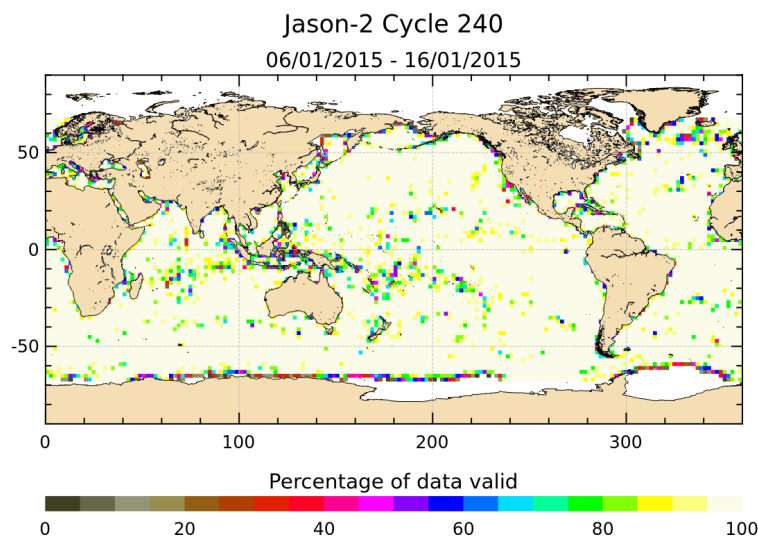 Jason-2 Cycle 240
06/01/2015 - 16/01/2015
50
0
-50
0 100 200 300
Percentage of data valid
0 20 40 60 80 100